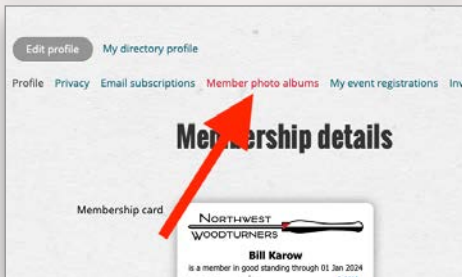 Edit profile My directory profile
Profile Privacy Email subscriptions Member photo albums My event registrations Inv
Membership details
Membership card
NORTHWEST
WOODTURNERS
Bill Karow
is a member in good standing through 01 Jan 2024